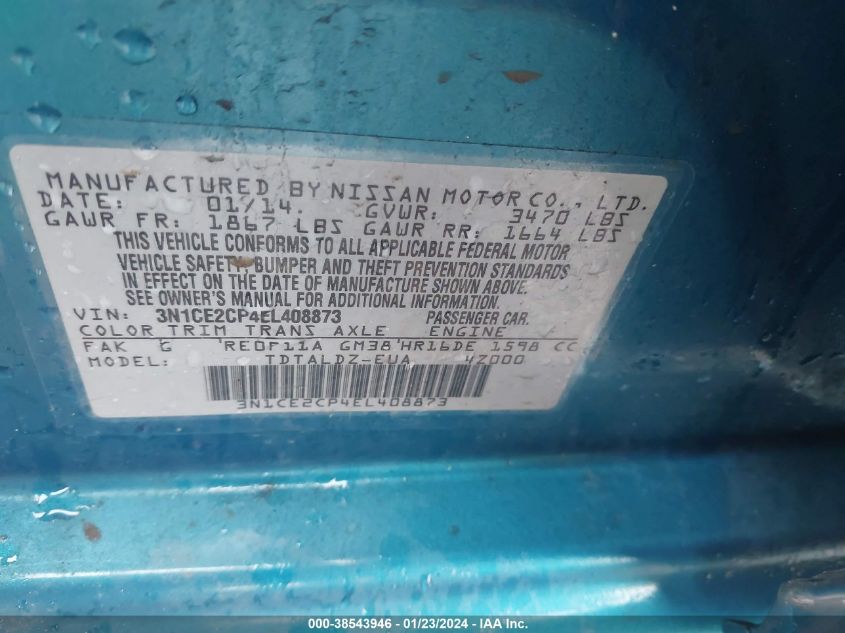 MANUFACTURED BY NISSAN MOTOR CO., LTD.
DATE: 01/14. GVWR: 3470 LBS
GAWR FR: 1867 LBS GAWR RR: 1664 LBS
THIS VEHICLE CONFORMS TO ALL APPLICABLE FEDERAL MOTOR
VEHICLE SAFETY, BUMPER AND THEFT PREVENTION STANDARDS
IN EFFECT ON THE DATE OF MANUFACTURE SHOWN ABOVE.
SEE OWNER'S MANUAL FOR ADDITIONAL INFORMATION.
VIN: 3N1CE2CP4EL408873 PASSENGER CAR.
COLOR TRIM TRANS AXLE ENGINE
FAK G RE0F11A GM38 HR16DE 1598 CC
MODEL: TDTALDZ-EUA 42000
3N1CE2CP4EL408873
000-38543946 - 01/23/2024 - IAA Inc.